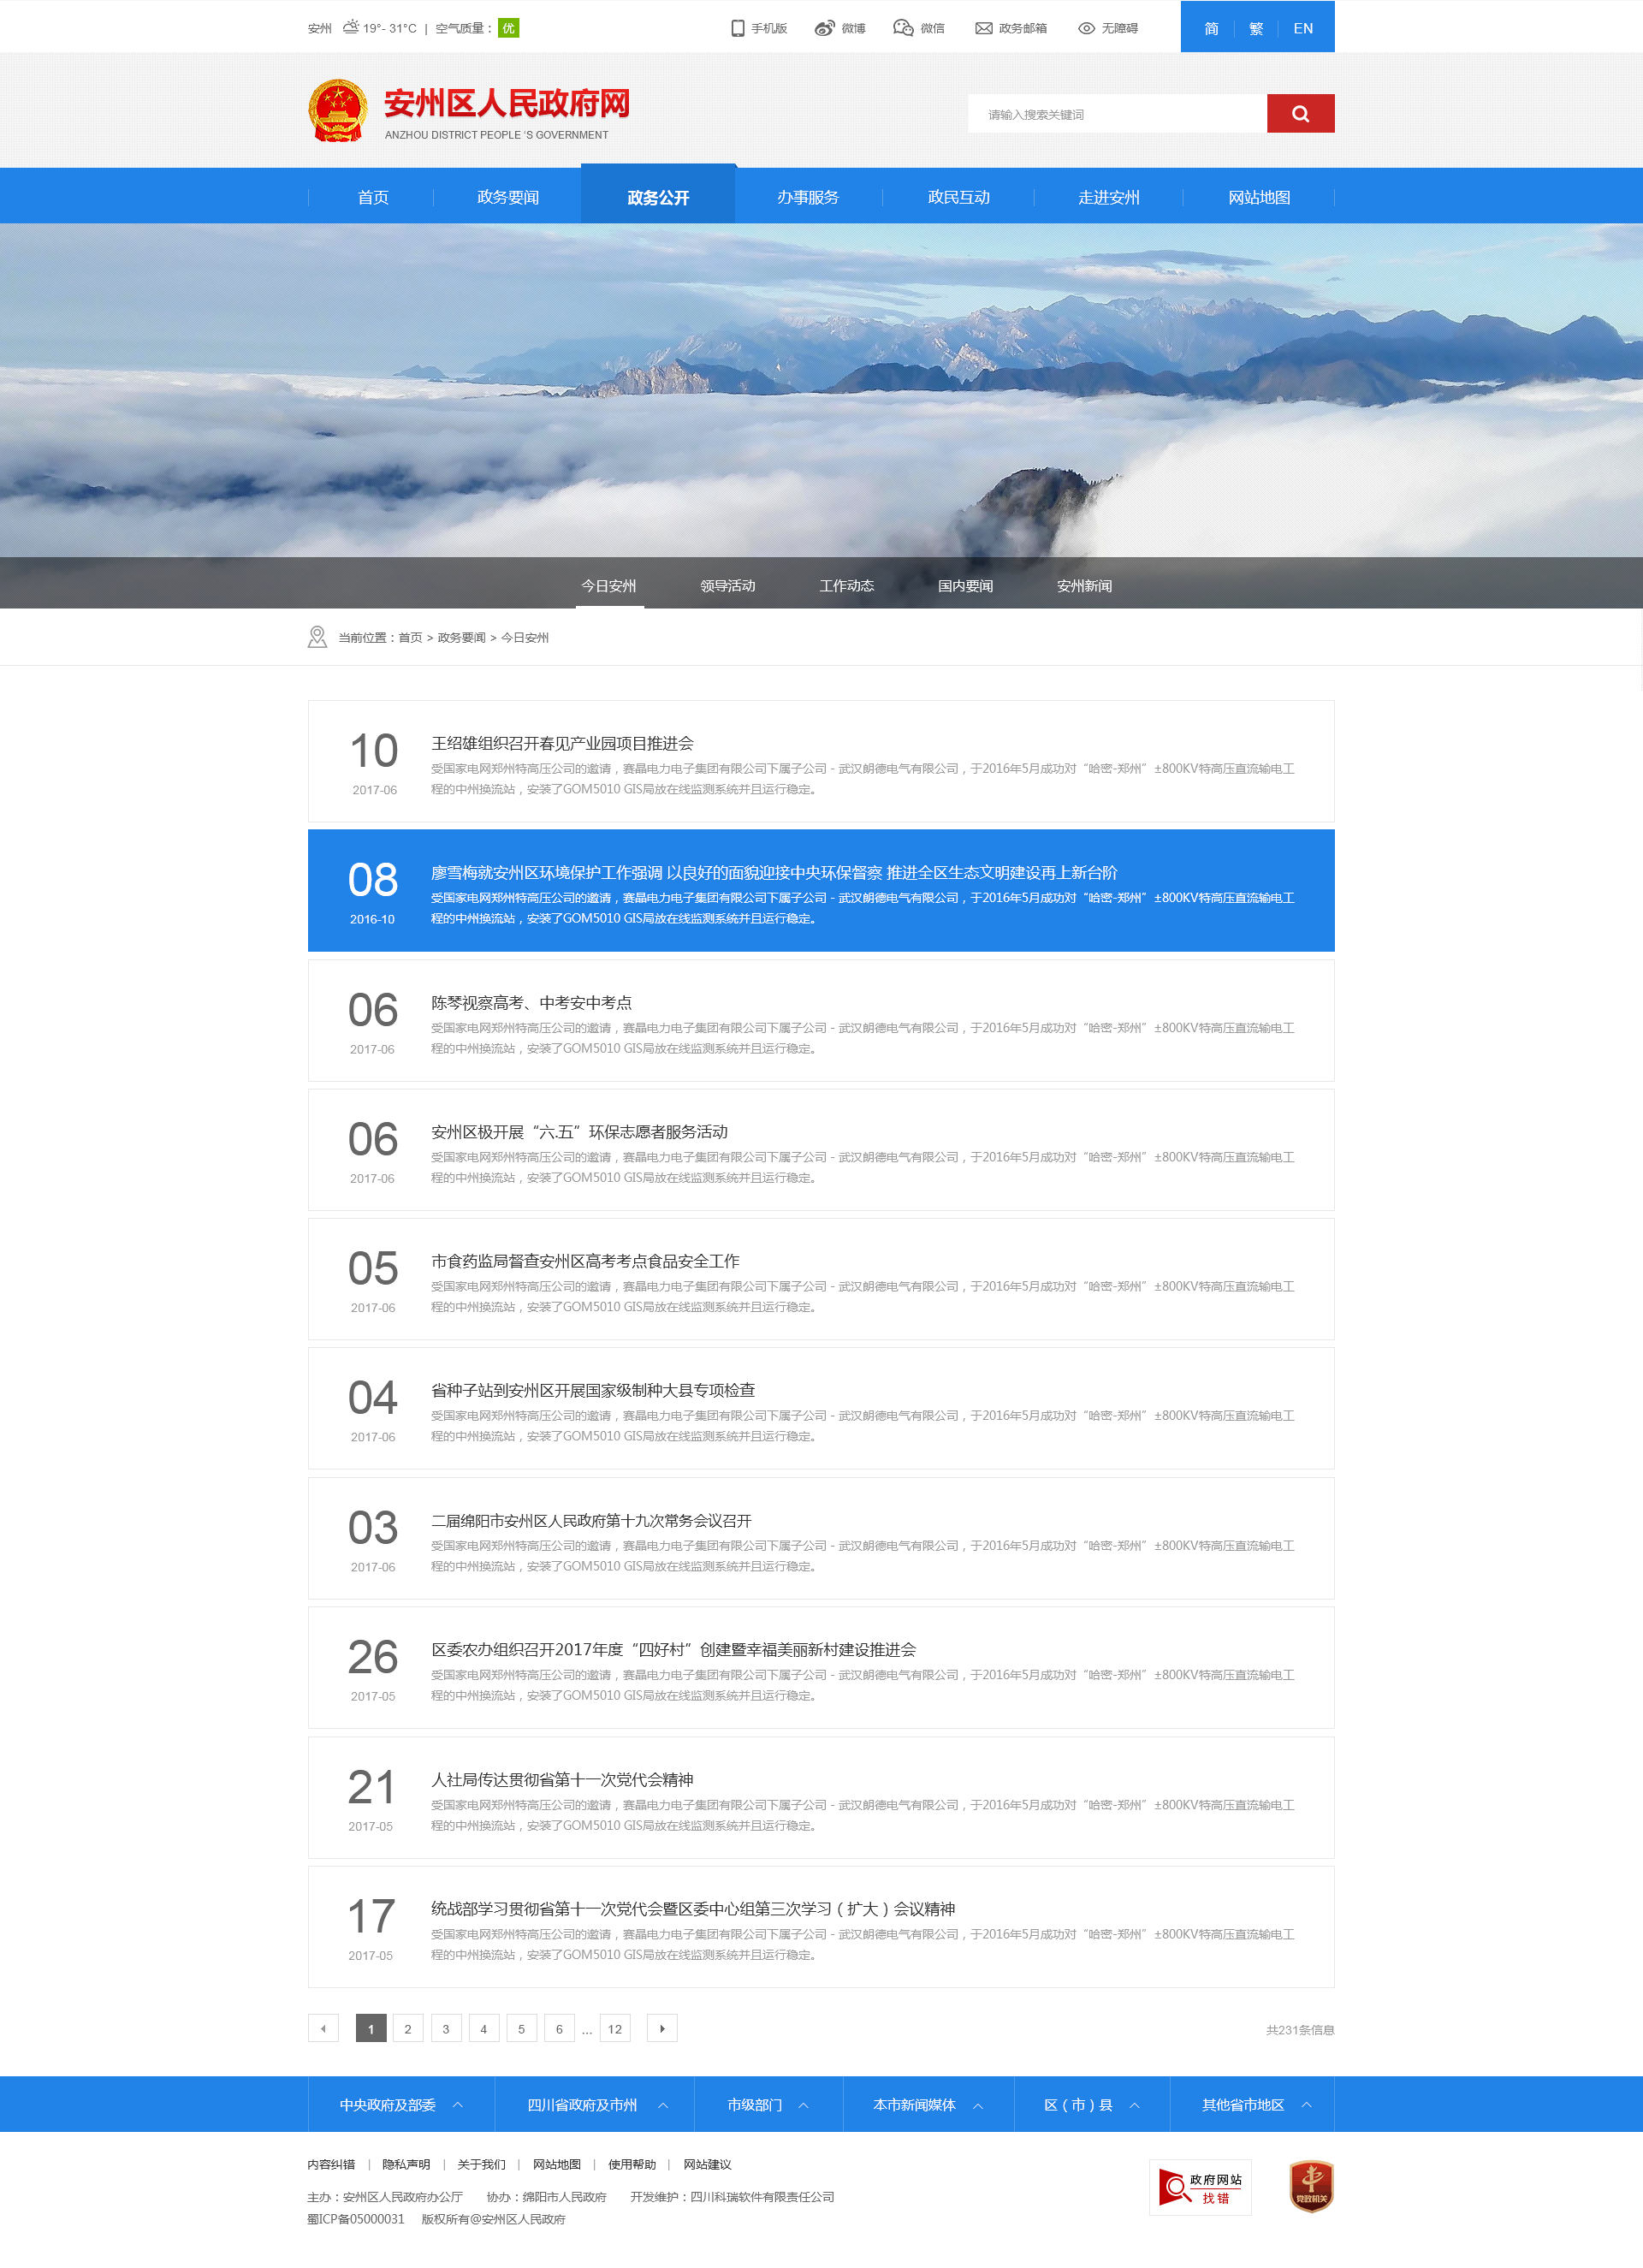 安州 19°- 31°C | 空气质量： 优 手机版 微博 微信 政务邮箱 无障碍 简 繁 EN
安州区人民政府网
ANZHOU DISTRICT PEOPLE 'S GOVERNMENT
请输入搜索关键词
首页 政务要闻 政务公开 办事服务 政民互动 走进安州 网站地图
今日安州 领导活动 工作动态 国内要闻 安州新闻
当前位置：首页 > 政务要闻 > 今日安州
10
2017-06
王绍雄组织召开春见产业园项目推进会
受国家电网郑州特高压公司的邀请，赛晶电力电子集团有限公司下属子公司 - 武汉朗德电气有限公司，于2016年5月成功对“哈密-郑州”±800KV特高压直流输电工
程的中州换流站，安装了GOM5010 GIS局放在线监测系统并且运行稳定。
08
2016-10
廖雪梅就安州区环境保护工作强调 以良好的面貌迎接中央环保督察 推进全区生态文明建设再上新台阶
受国家电网郑州特高压公司的邀请，赛晶电力电子集团有限公司下属子公司 - 武汉朗德电气有限公司，于2016年5月成功对“哈密-郑州”±800KV特高压直流输电工
程的中州换流站，安装了GOM5010 GIS局放在线监测系统并且运行稳定。
06
2017-06
陈琴视察高考、中考安中考点
受国家电网郑州特高压公司的邀请，赛晶电力电子集团有限公司下属子公司 - 武汉朗德电气有限公司，于2016年5月成功对“哈密-郑州”±800KV特高压直流输电工
程的中州换流站，安装了GOM5010 GIS局放在线监测系统并且运行稳定。
06
2017-06
安州区极开展“六.五”环保志愿者服务活动
受国家电网郑州特高压公司的邀请，赛晶电力电子集团有限公司下属子公司 - 武汉朗德电气有限公司，于2016年5月成功对“哈密-郑州”±800KV特高压直流输电工
程的中州换流站，安装了GOM5010 GIS局放在线监测系统并且运行稳定。
05
2017-06
市食药监局督查安州区高考考点食品安全工作
受国家电网郑州特高压公司的邀请，赛晶电力电子集团有限公司下属子公司 - 武汉朗德电气有限公司，于2016年5月成功对“哈密-郑州”±800KV特高压直流输电工
程的中州换流站，安装了GOM5010 GIS局放在线监测系统并且运行稳定。
04
2017-06
省种子站到安州区开展国家级制种大县专项检查
受国家电网郑州特高压公司的邀请，赛晶电力电子集团有限公司下属子公司 - 武汉朗德电气有限公司，于2016年5月成功对“哈密-郑州”±800KV特高压直流输电工
程的中州换流站，安装了GOM5010 GIS局放在线监测系统并且运行稳定。
03
2017-06
二届绵阳市安州区人民政府第十九次常务会议召开
受国家电网郑州特高压公司的邀请，赛晶电力电子集团有限公司下属子公司 - 武汉朗德电气有限公司，于2016年5月成功对“哈密-郑州”±800KV特高压直流输电工
程的中州换流站，安装了GOM5010 GIS局放在线监测系统并且运行稳定。
26
2017-05
区委农办组织召开2017年度“四好村”创建暨幸福美丽新村建设推进会
受国家电网郑州特高压公司的邀请，赛晶电力电子集团有限公司下属子公司 - 武汉朗德电气有限公司，于2016年5月成功对“哈密-郑州”±800KV特高压直流输电工
程的中州换流站，安装了GOM5010 GIS局放在线监测系统并且运行稳定。
21
2017-05
人社局传达贯彻省第十一次党代会精神
受国家电网郑州特高压公司的邀请，赛晶电力电子集团有限公司下属子公司 - 武汉朗德电气有限公司，于2016年5月成功对“哈密-郑州”±800KV特高压直流输电工
程的中州换流站，安装了GOM5010 GIS局放在线监测系统并且运行稳定。
17
2017-05
统战部学习贯彻省第十一次党代会暨区委中心组第三次学习（扩大）会议精神
受国家电网郑州特高压公司的邀请，赛晶电力电子集团有限公司下属子公司 - 武汉朗德电气有限公司，于2016年5月成功对“哈密-郑州”±800KV特高压直流输电工
程的中州换流站，安装了GOM5010 GIS局放在线监测系统并且运行稳定。
1 2 3 4 5 6 ... 12 共231条信息
中央政府及部委 四川省政府及市州 市级部门 本市新闻媒体 区（市）县 其他省市地区
内容纠错 | 隐私声明 | 关于我们 | 网站地图 | 使用帮助 | 网站建议
主办：安州区人民政府办公厅 协办：绵阳市人民政府 开发维护：四川科瑞软件有限责任公司
蜀ICP备05000031 版权所有@安州区人民政府
政府网站
找错
党政机关